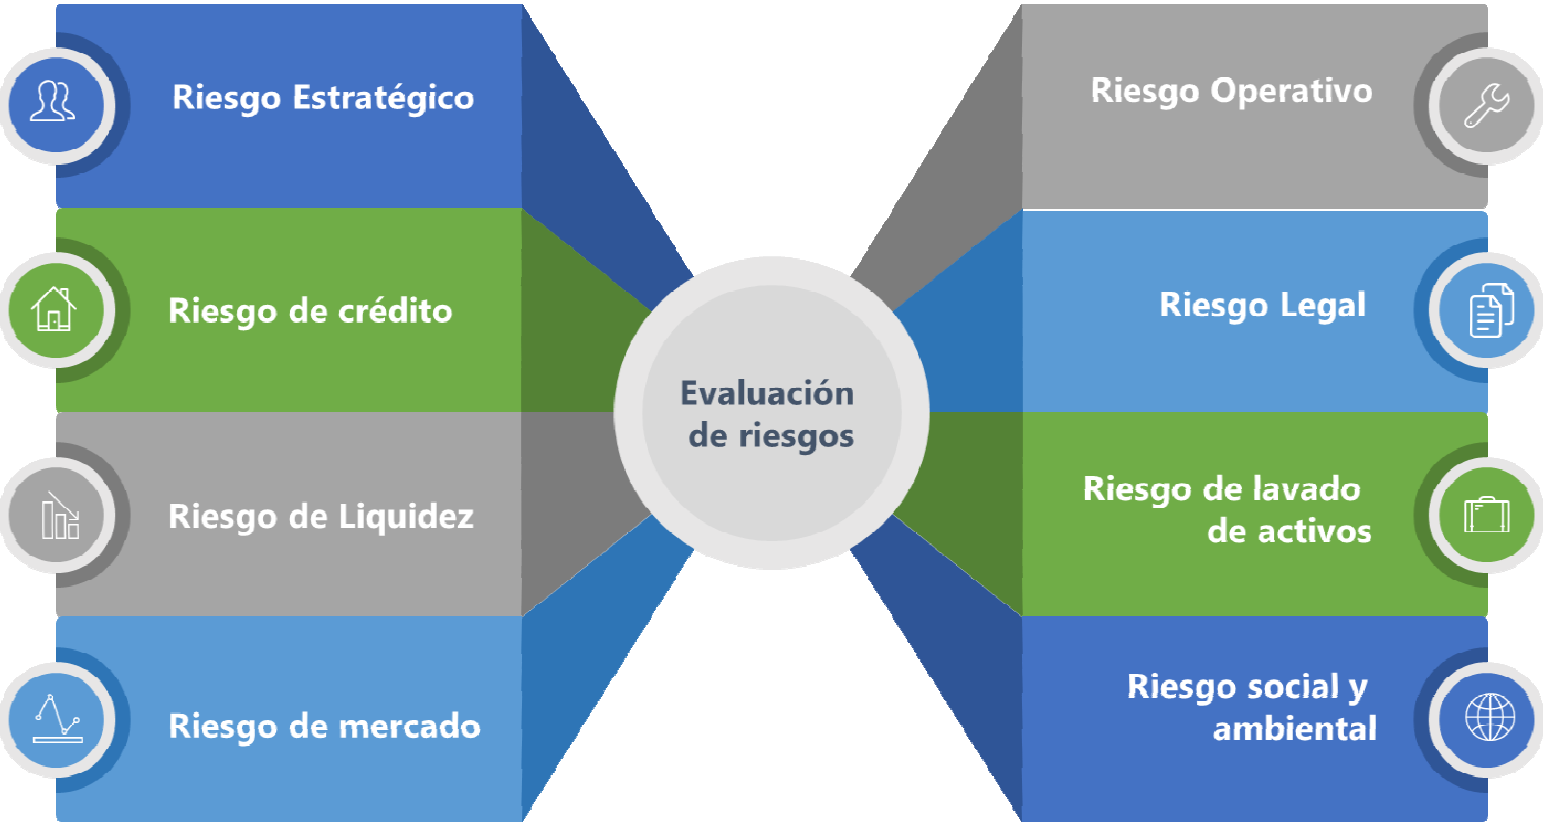 Riesgo Estratégico
Riesgo de crédito
Riesgo de Liquidez
Riesgo de mercado
Evaluación
de riesgos
Riesgo Operativo
Riesgo Legal
Riesgo de lavado
de activos
Riesgo social y
ambiental